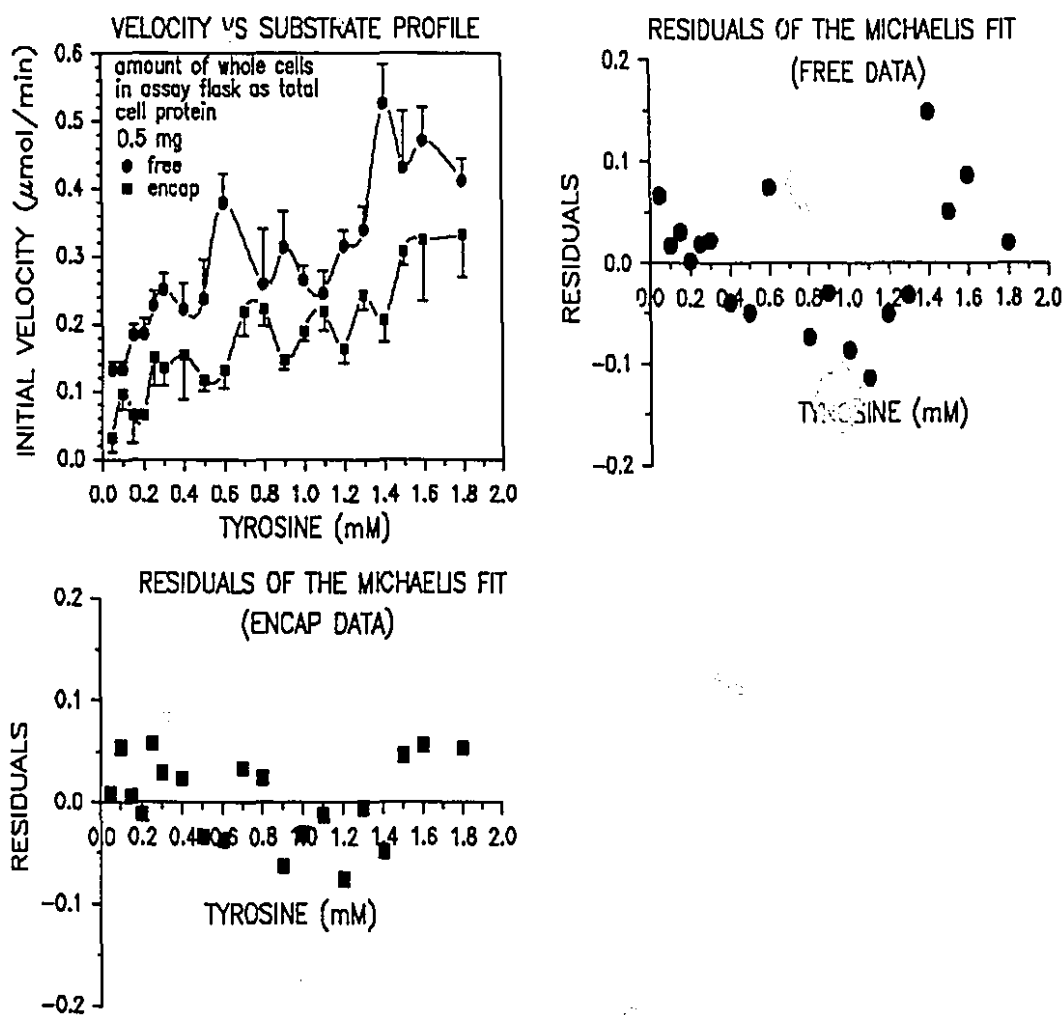 VELOCITY VS SUBSTRATE PROFILE
INITIAL VELOCITY (μmol/min)
0.6
0.5
0.4
0.3
0.2
0.1
0.0
amount of whole cells
in assay flask as total
cell protein
0.5 mg
free
encap
0.0 0.2 0.4 0.6 0.8 1.0 1.2 1.4 1.6 1.8 2.0
TYROSINE (mM)
RESIDUALS OF THE MICHAELIS FIT
(FREE DATA)
RESIDUALS
0.2
0.1
0.0
-0.1
-0.2
0.0 0.2 0.4 0.6 0.8 1.0 1.2 1.4 1.6 1.8 2.0
TYROSINE (mM)
RESIDUALS OF THE MICHAELIS FIT
(ENCAP DATA)
RESIDUALS
0.2
0.1
0.0
-0.1
-0.2
0.0 0.2 0.4 0.6 0.8 1.0 1.2 1.4 1.6 1.8 2.0
TYROSINE (mM)